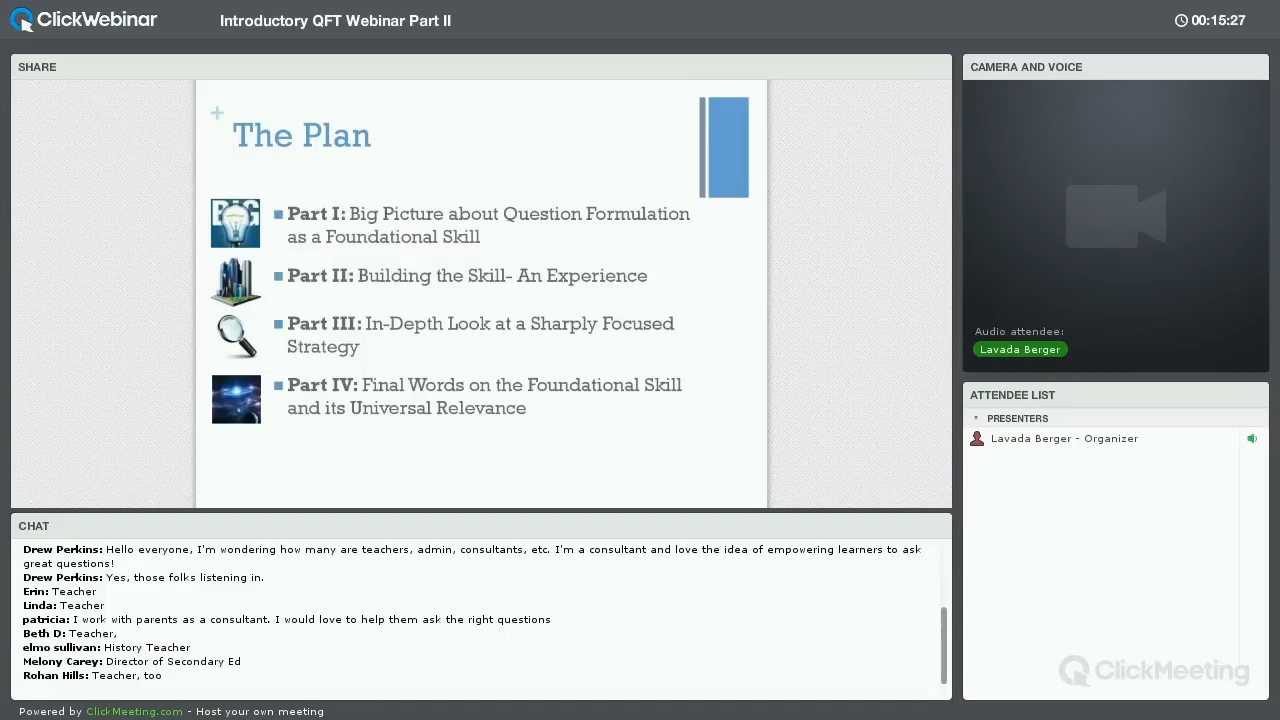 ClickWebinar
Introductory QFT Webinar Part II
00:15:27
SHARE
+
The Plan
BIG
Part I: Big Picture about Question Formulation
as a Foundational Skill
Part II: Building the Skill- An Experience
Part III: In-Depth Look at a Sharply Focused
Strategy
Part IV: Final Words on the Foundational Skill
and its Universal Relevance
CAMERA AND VOICE
Audio attendee:
Lavada Berger
ATTENDEE LIST
PRESENTERS
Lavada Berger - Organizer
ClickMeeting
CHAT
Drew Perkins: Hello everyone, I'm wondering how many are teachers, admin, consultants, etc. I'm a consultant and love the idea of empowering learners to ask
great questions!
Drew Perkins: Yes, those folks listening in.
Erin: Teacher
Linda: Teacher
patricia: I work with parents as a consultant. I would love to help them ask the right questions
Beth D: Teacher,
elmo sullivan: History Teacher
Melony Carey: Director of Secondary Ed
Rohan Hills: Teacher, too
Powered by ClickMeeting.com - Host your own meeting